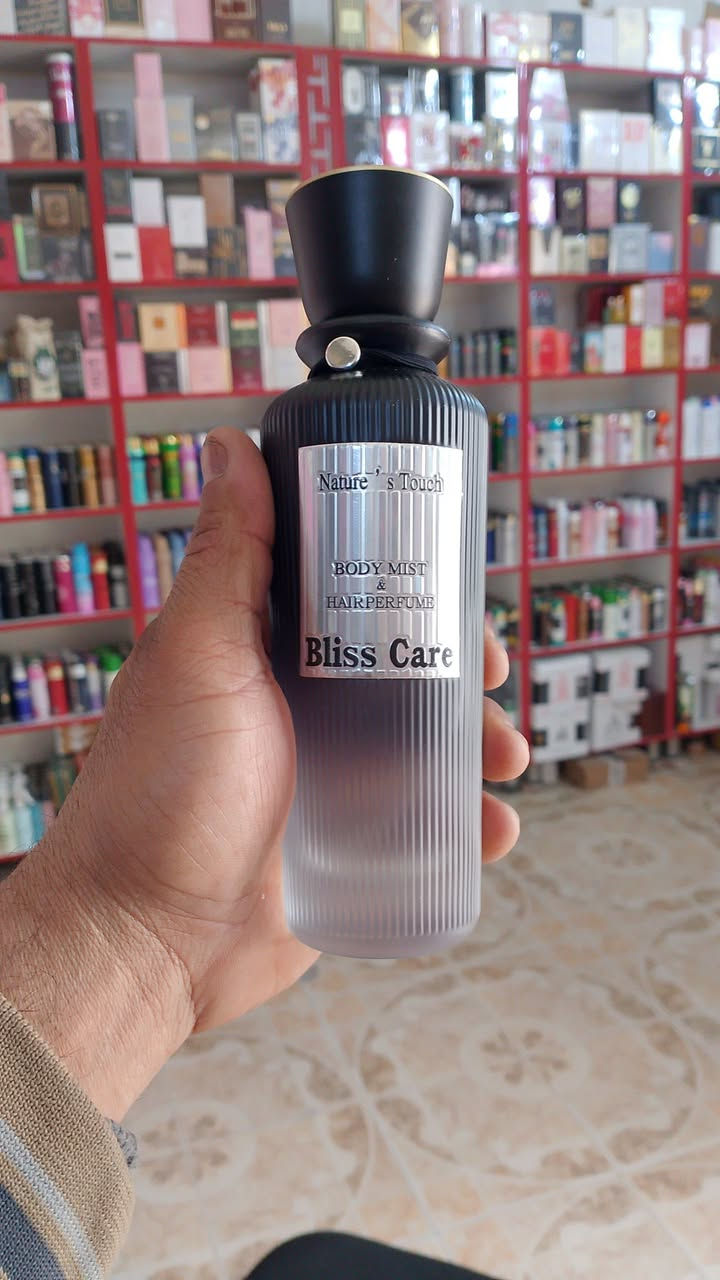 Nature's Touch
BODY MIST
&
HAIRPERFUME
Bliss Care